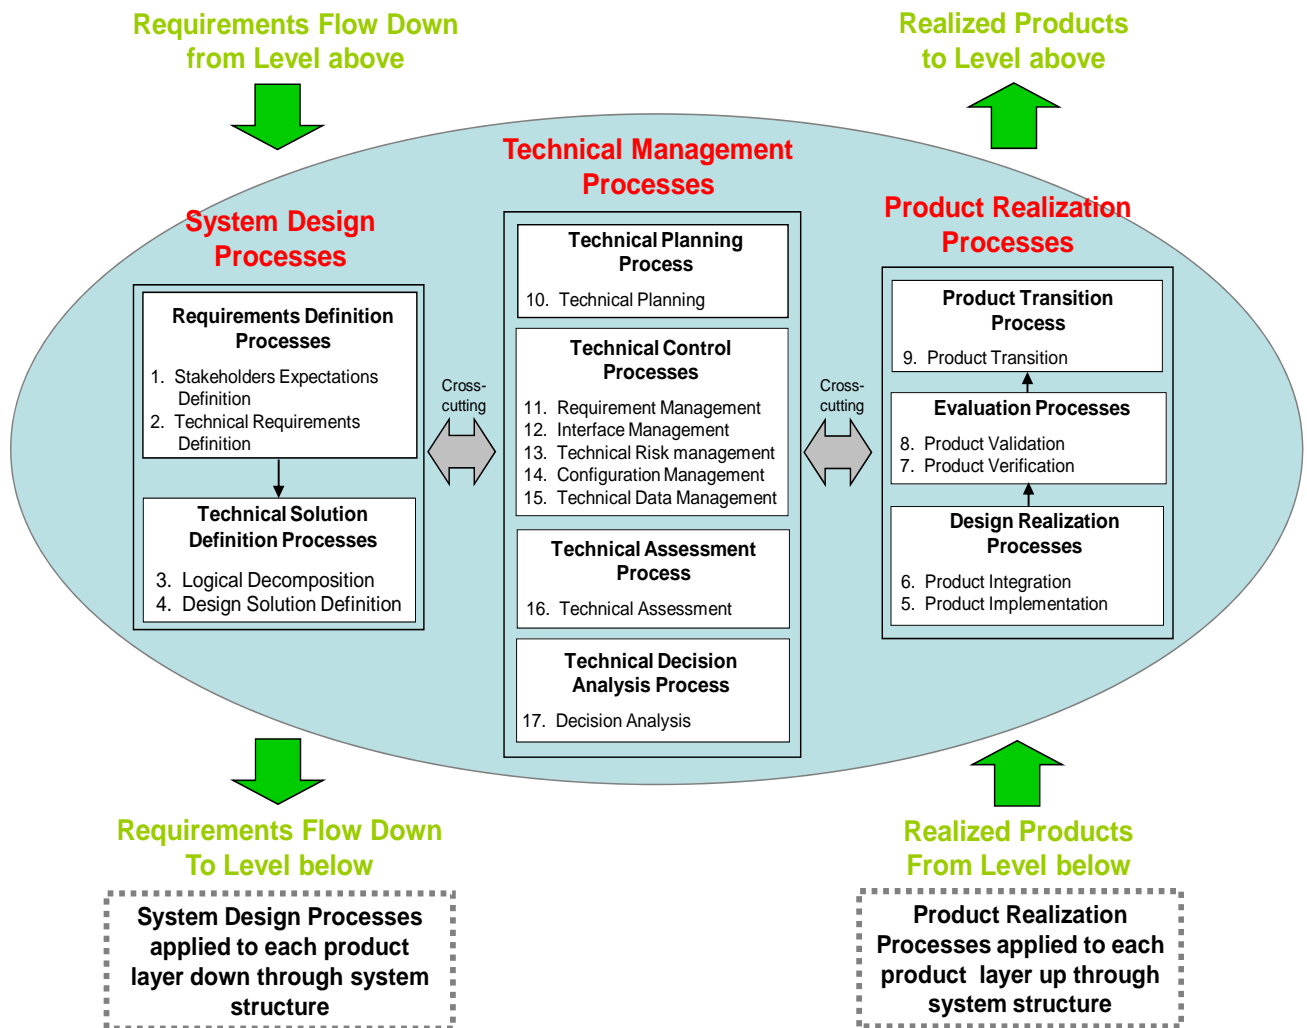 Requirements Flow Down
from Level above
Realized Products
to Level above
Technical Management
Processes
System Design
Processes
Product Realization
Processes
Requirements Definition
Processes
1. Stakeholders Expectations
Definition
2. Technical Requirements
Definition
Technical Solution
Definition Processes
3. Logical Decomposition
4. Design Solution Definition
Cross-
cutting
Technical Planning
Process
10. Technical Planning
Technical Control
Processes
11. Requirement Management
12. Interface Management
13. Technical Risk management
14. Configuration Management
15. Technical Data Management
Technical Assessment
Process
16. Technical Assessment
Technical Decision
Analysis Process
17. Decision Analysis
Cross-
cutting
Product Transition
Process
9. Product Transition
Evaluation Processes
8. Product Validation
7. Product Verification
Design Realization
Processes
6. Product Integration
5. Product Implementation
Requirements Flow Down
To Level below
Realized Products
From Level below
System Design Processes
applied to each product
layer down through system
structure
Product Realization
Processes applied to each
product layer up through
system structure